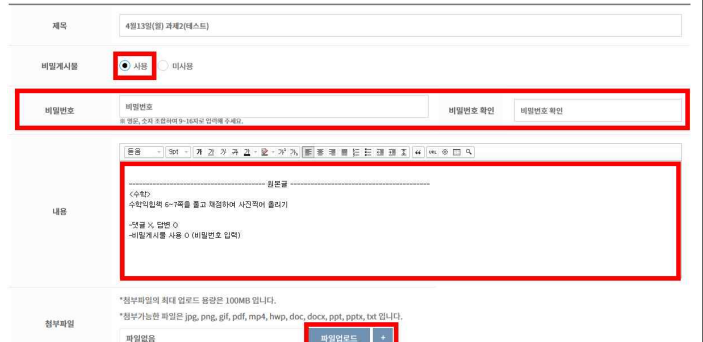 제목 4월13일(월) 과제2(테스트)
비밀게시물 사용 미사용
비밀번호 비밀번호 비밀번호 확인 비밀번호 확인
※ 영문, 숫자 조합하여 9~16자로 입력해 주세요.
돋움 9pt 가 가 가 가 가
---------- 원본글 ----------
<수학>
수학익힘책 6~7쪽을 풀고 채점하여 사진찍어 올리기
-댓글 X, 답변 O
-비밀게시물 사용 O (비밀번호 입력)
내용
*첨부파일의 최대 업로드 용량은 100MB 입니다.
*첨부가능한 파일은 jpg, png, gif, pdf, mp4, hwp, doc, docx, ppt, pptx, txt 입니다.
첨부파일
파일없음 파일업로드 +